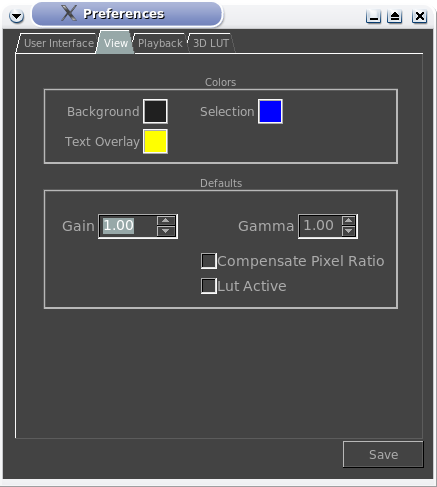 Preferences
User Interface View Playback 3D LUT
Colors
Background Selection
Text Overlay
Defaults
Gain 1.00 Gamma 1.00
Compensate Pixel Ratio
Lut Active
Save